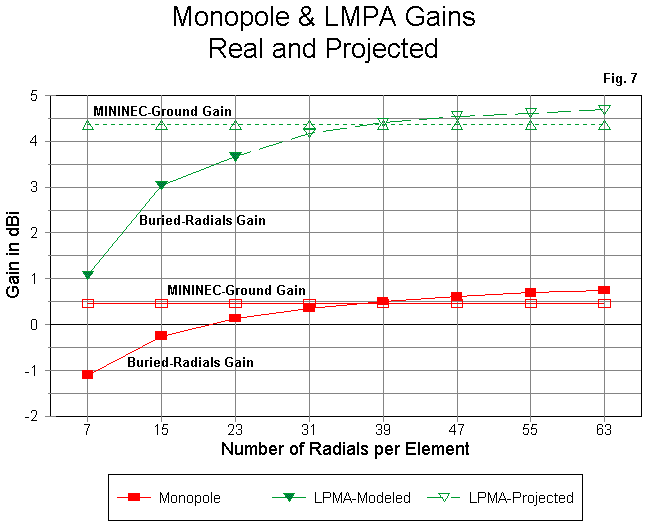 Monopole & LMPA Gains
Real and Projected
Fig. 7
Gain in dBi
5
4
3
2
1
0
-1
-2
MININEC-Ground Gain
Buried-Radials Gain
MININEC-Ground Gain
Buried-Radials Gain
7 15 23 31 39 47 55 63
Number of Radials per Element
Monopole LPMA-Modeled LPMA-Projected